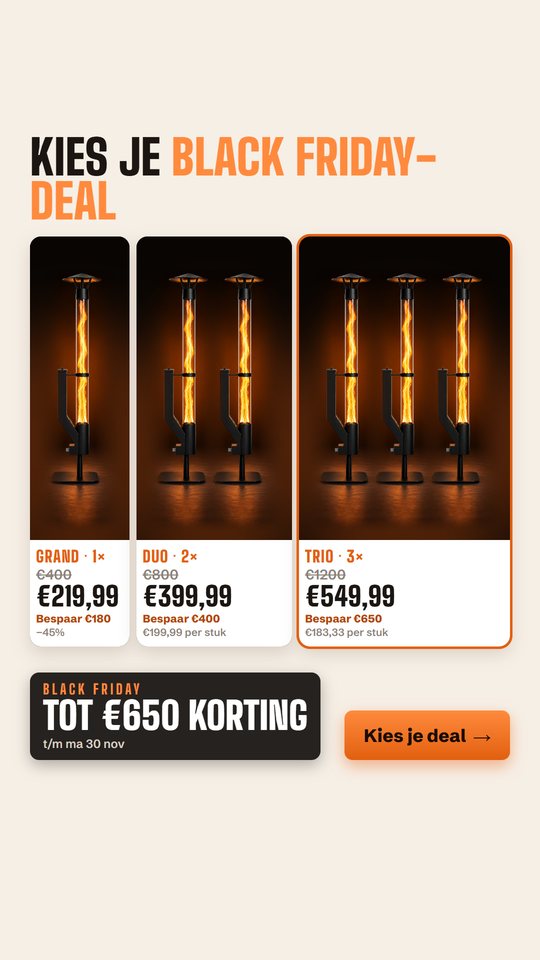 KIES JE BLACK FRIDAY-
DEAL
GRAND · 1×
€400
€219,99
Bespaar €180
−45%
DUO · 2×
€800
€399,99
Bespaar €400
€199,99 per stuk
TRIO · 3×
€1200
€549,99
Bespaar €650
€183,33 per stuk
BLACK FRIDAY
TOT €650 KORTING
t/m ma 30 nov
Kies je deal →